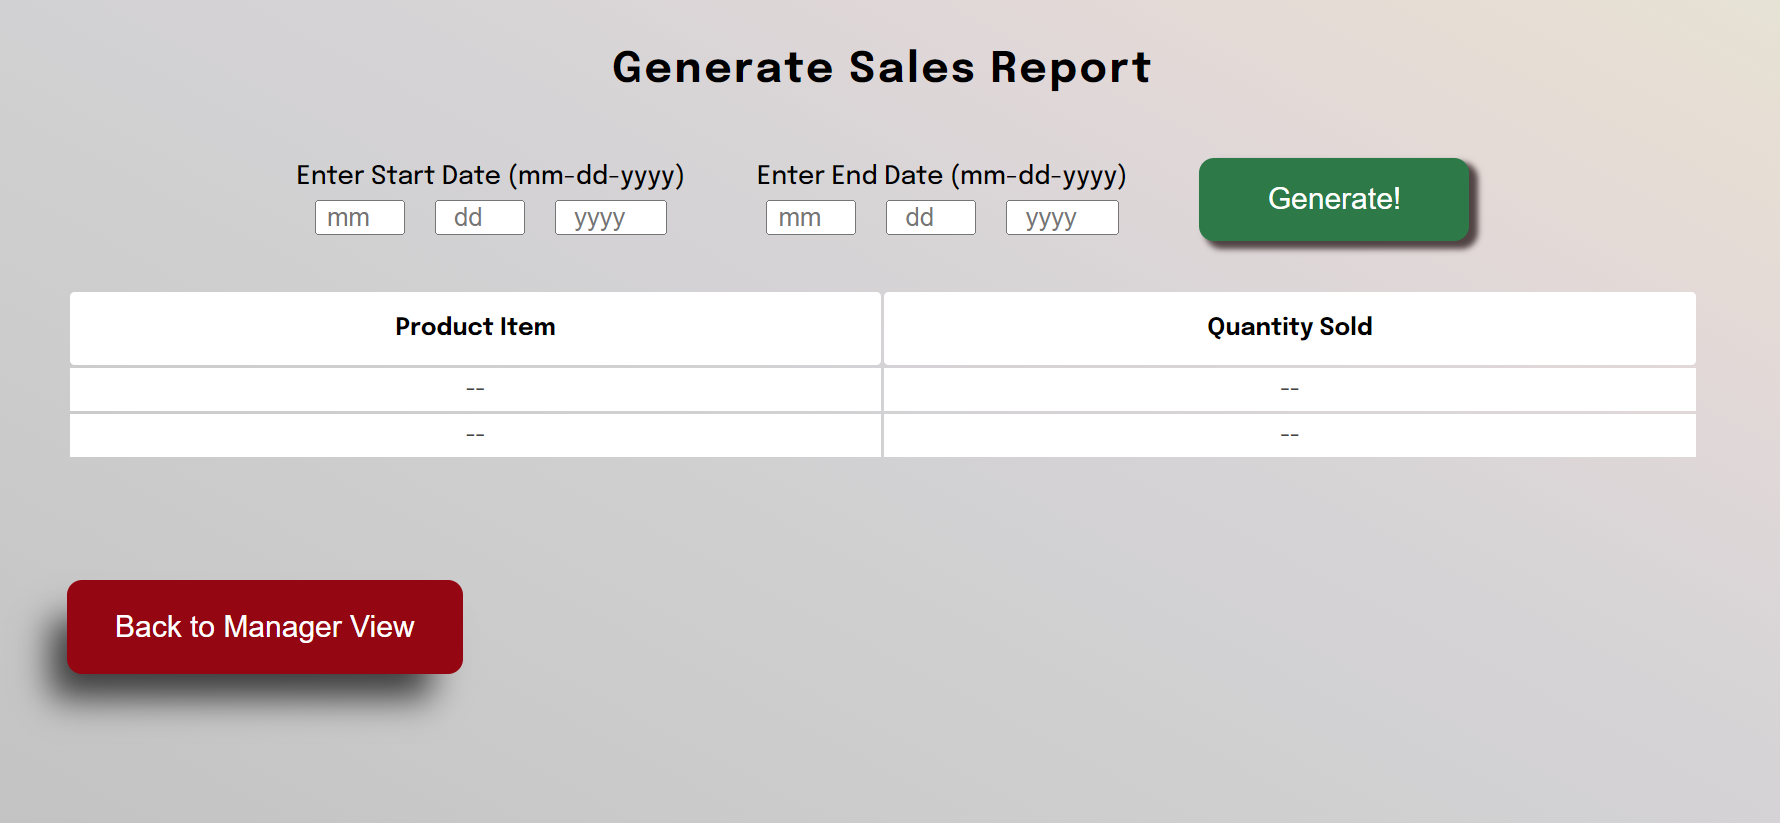 Generate Sales Report
Enter Start Date (mm-dd-yyyy) Enter End Date (mm-dd-yyyy) Generate!
mm dd yyyy mm dd yyyy
Product Item Quantity Sold
-- --
-- --
Back to Manager View